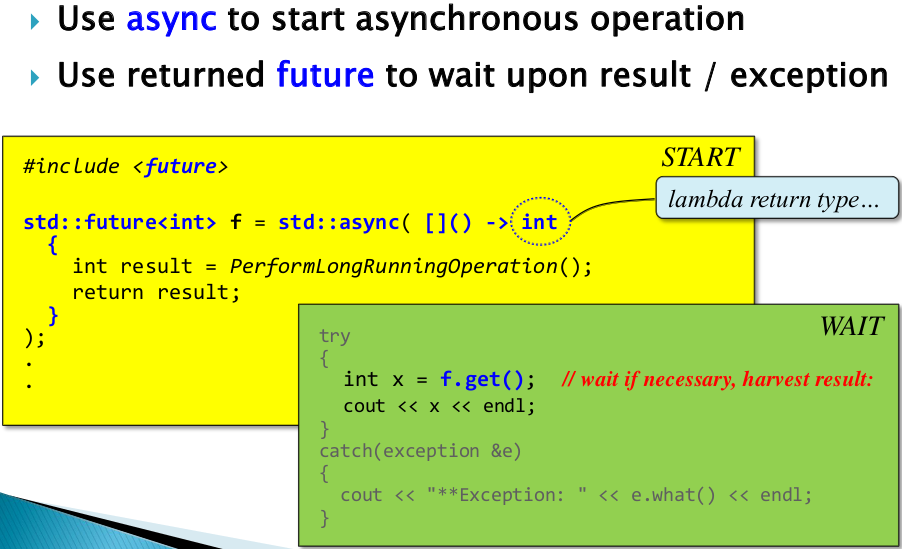 Use async to start asynchronous operation
Use returned future to wait upon result / exception
START
#include <future>
lambda return type…
std::future<int> f = std::async( []() -> int
{
int result = PerformLongRunningOperation();
return result;
}
);
.
.
WAIT
try
{
int x = f.get(); // wait if necessary, harvest result:
cout << x << endl;
}
catch(exception &e)
{
cout << "**Exception: " << e.what() << endl;
}